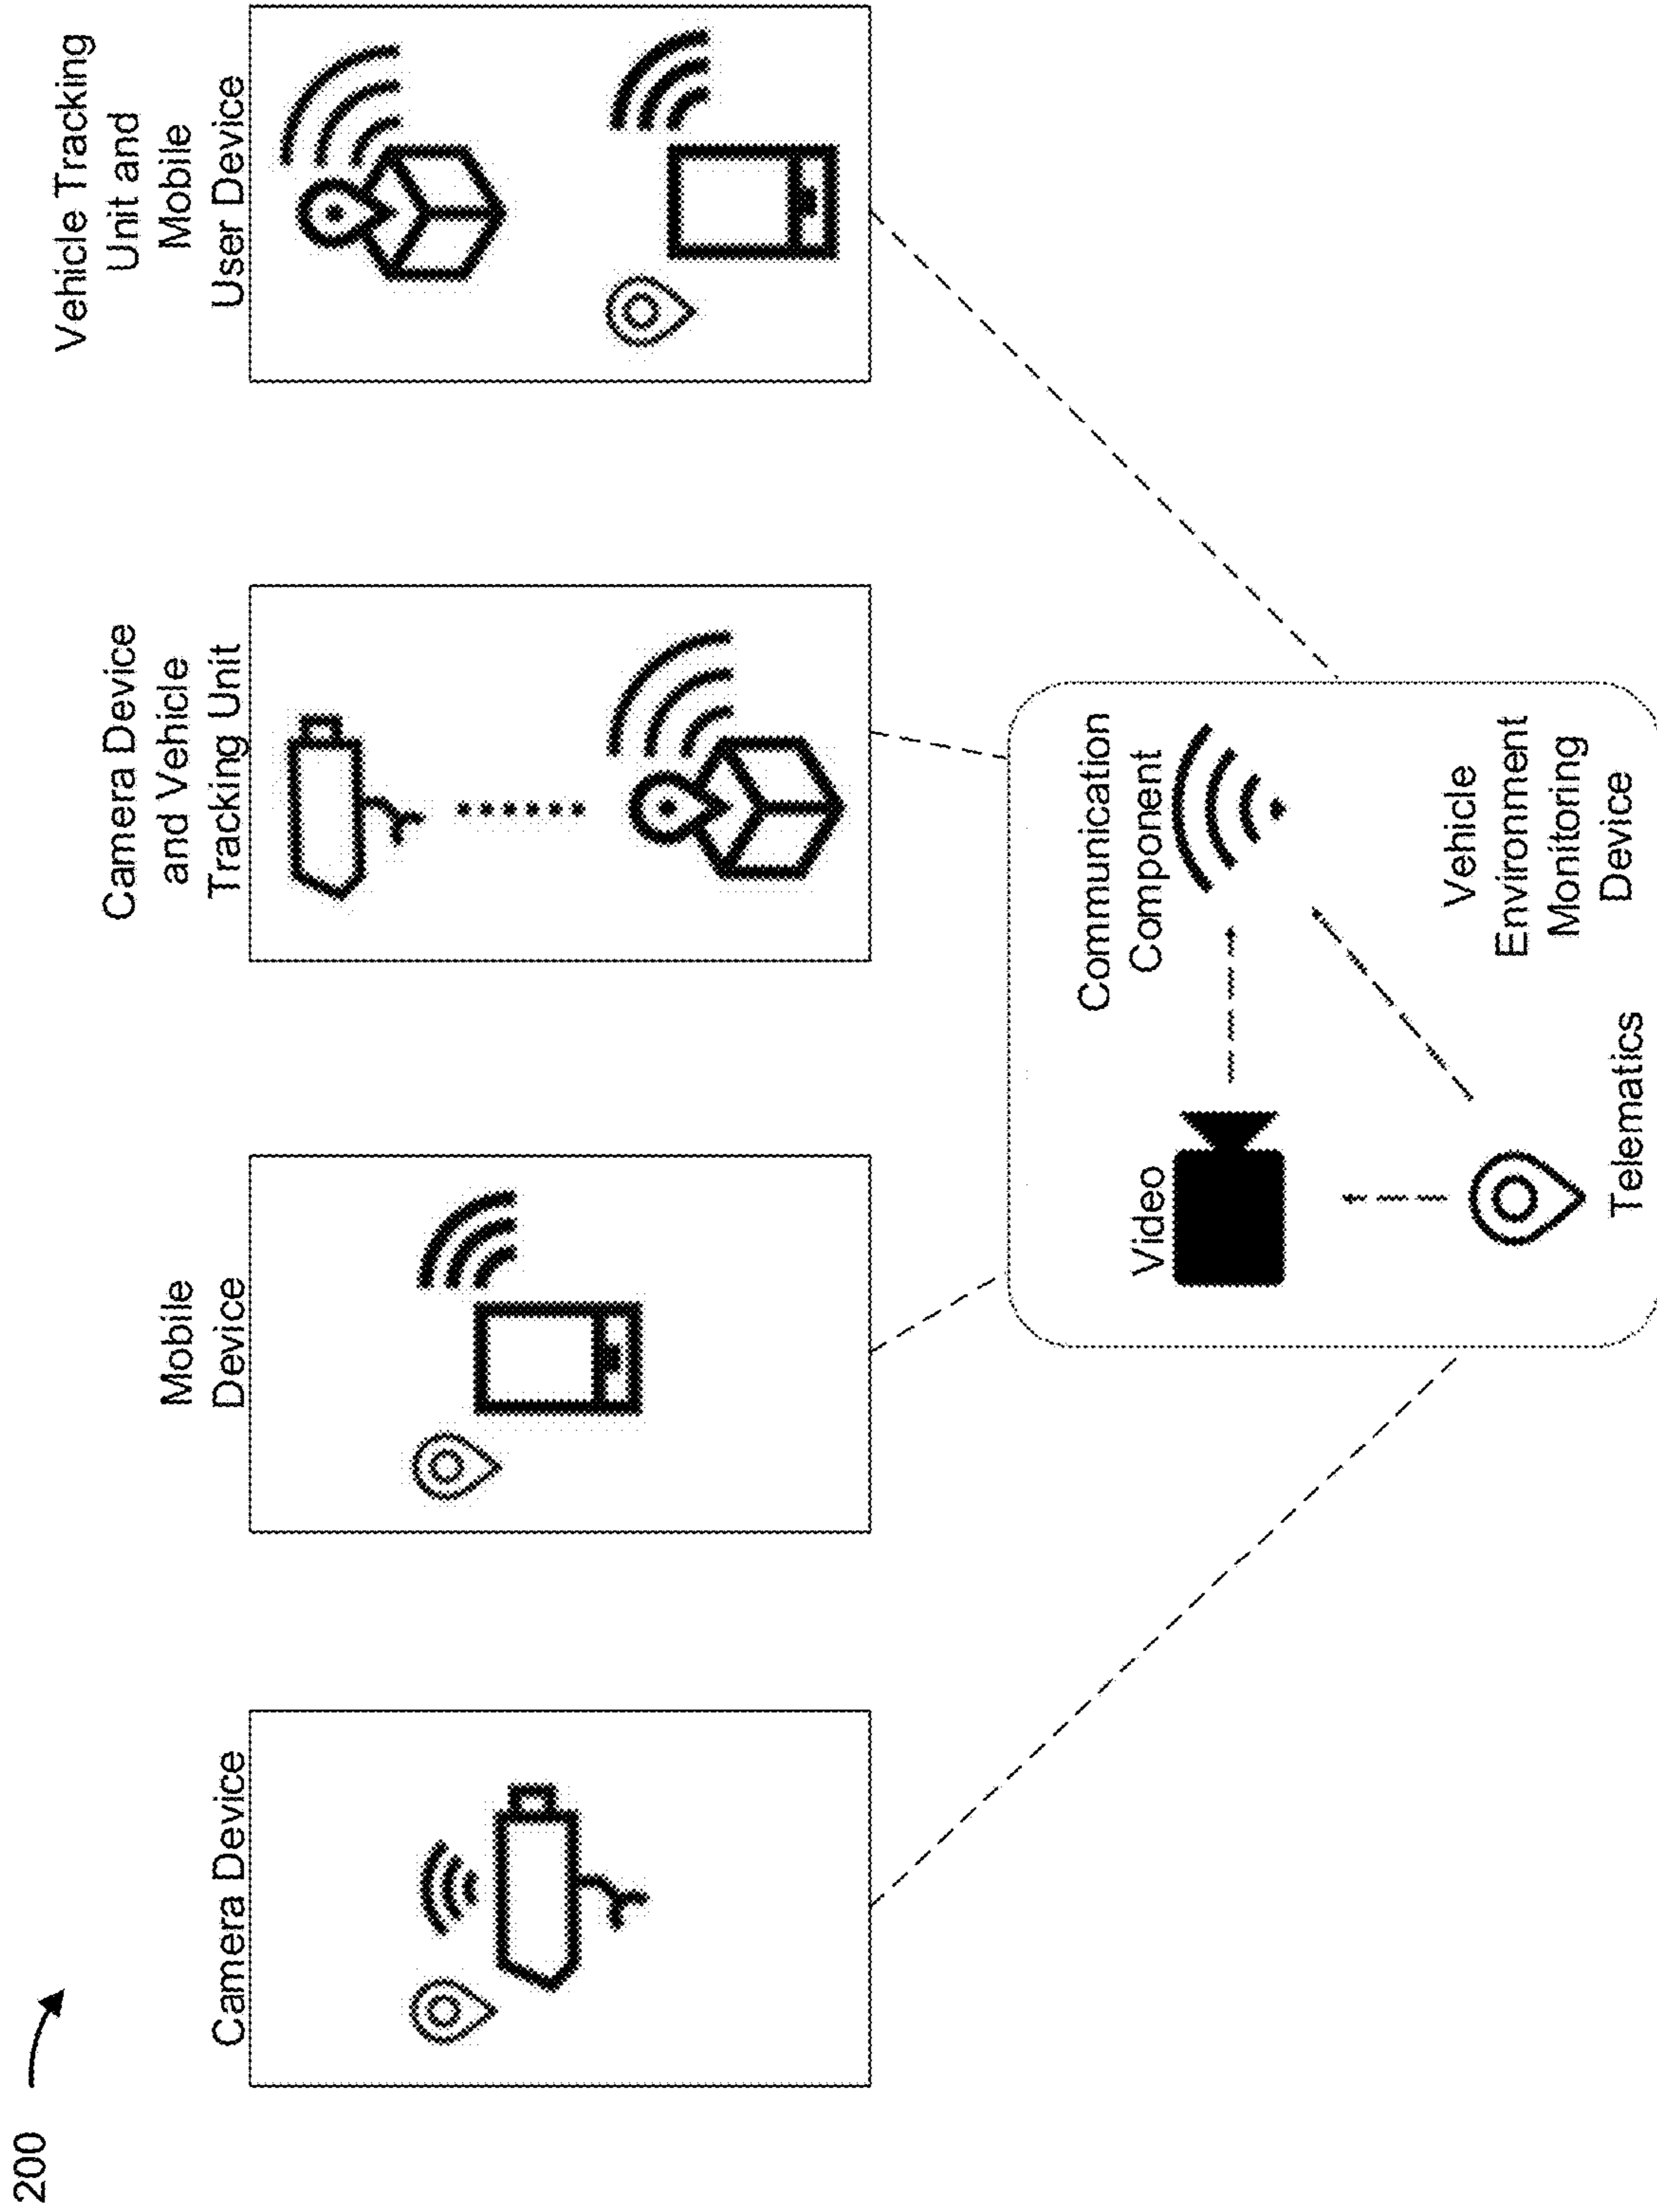 200
Camera Device
Mobile
Device
Camera Device
and Vehicle
Tracking Unit
Vehicle Tracking
Unit and
Mobile
User Device
Video
Communication
Component
Telematics
Vehicle
Environment
Monitoring
Device